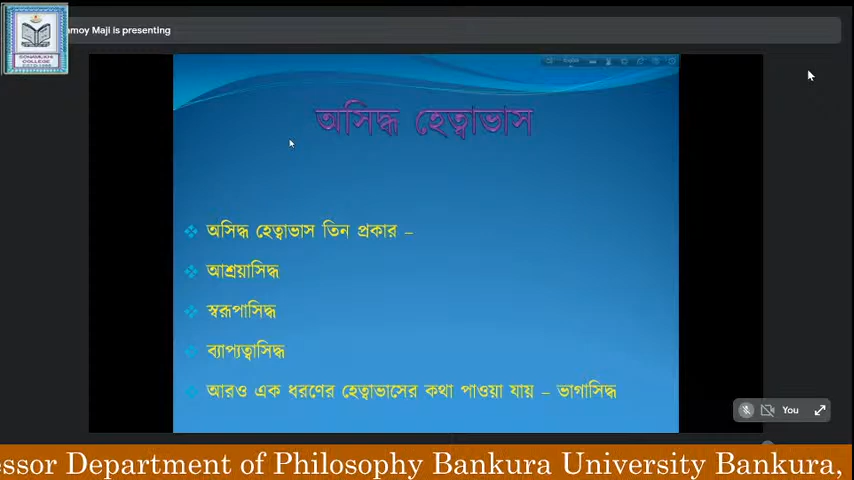 amoy Maji is presenting
অসিদ্ধ হেত্বাভাস
অসিদ্ধ হেত্বাভাস তিন প্রকার –
আশ্রয়াসিদ্ধ
স্বরূপাসিদ্ধ
ব্যাপ্যত্বাসিদ্ধ
আরও এক ধরণের হেত্বাভাসের কথা পাওয়া যায় – ভাগাসিদ্ধ
You
essor Department of Philosophy Bankura University Bankura,